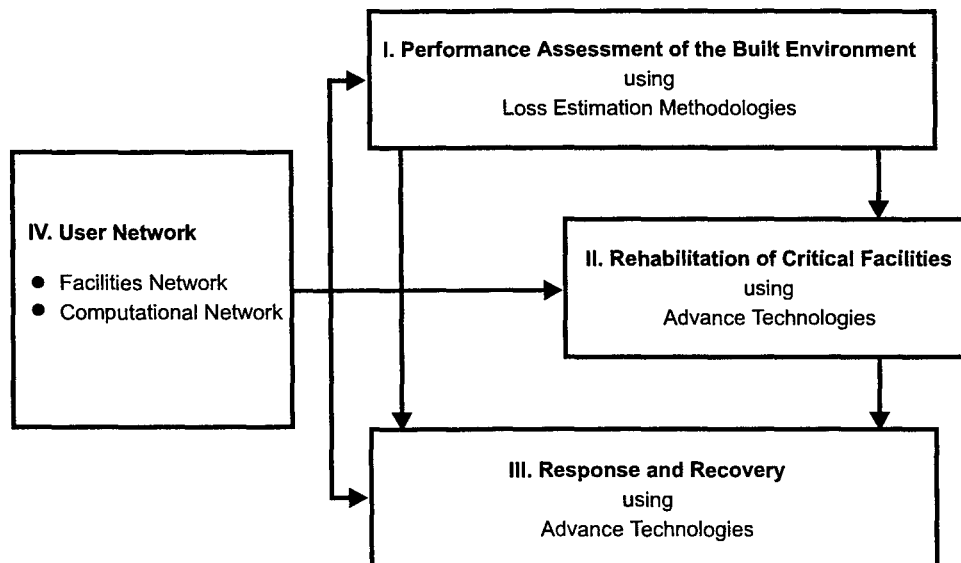 I. Performance Assessment of the Built Environment
using
Loss Estimation Methodologies
IV. User Network
● Facilities Network
● Computational Network
II. Rehabilitation of Critical Facilities
using
Advance Technologies
III. Response and Recovery
using
Advance Technologies